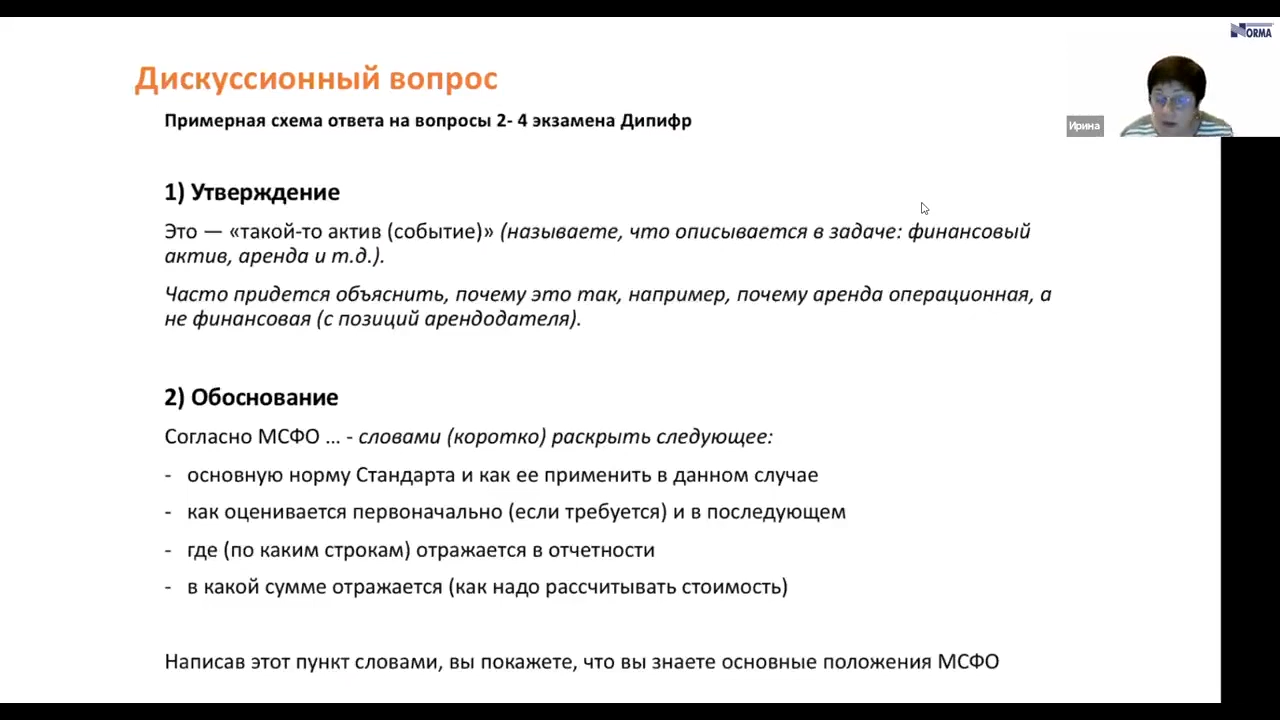 NORMA
Дискуссионный вопрос
Примерная схема ответа на вопросы 2- 4 экзамена Дипифр
Ирина
1) Утверждение
Это — «такой-то актив (событие)» (называете, что описывается в задаче: финансовый
актив, аренда и т.д.).
Часто придется объяснить, почему это так, например, почему аренда операционная, а
не финансовая (с позиций арендодателя).
2) Обоснование
Согласно МСФО ... - словами (коротко) раскрыть следующее:
- основную норму Стандарта и как ее применить в данном случае
- как оценивается первоначально (если требуется) и в последующем
- где (по каким строкам) отражается в отчетности
- в какой сумме отражается (как надо рассчитывать стоимость)
Написав этот пункт словами, вы покажете, что вы знаете основные положения МСФО